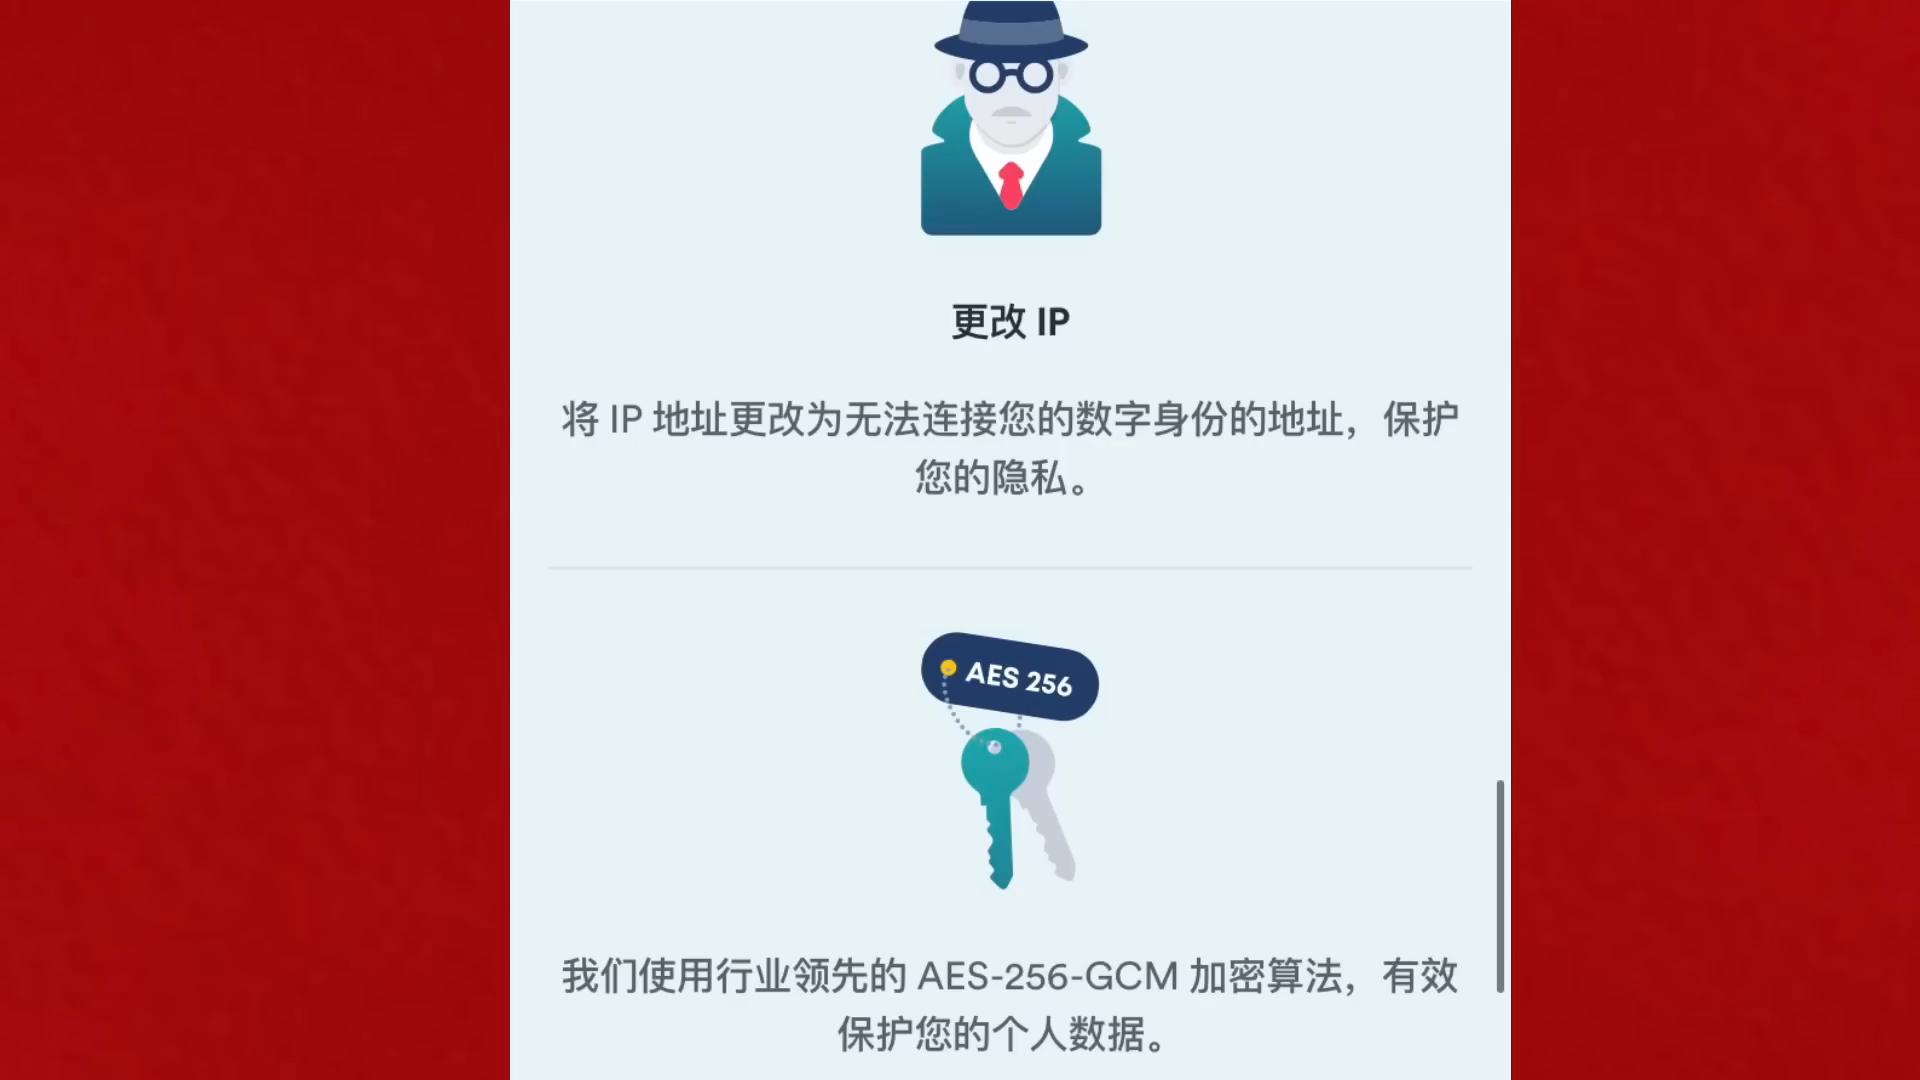 更改 IP
将 IP 地址更改为无法连接您的数字身份的地址，保护
您的隐私。
AES 256
我们使用行业领先的 AES-256-GCM 加密算法，有效
保护您的个人数据。